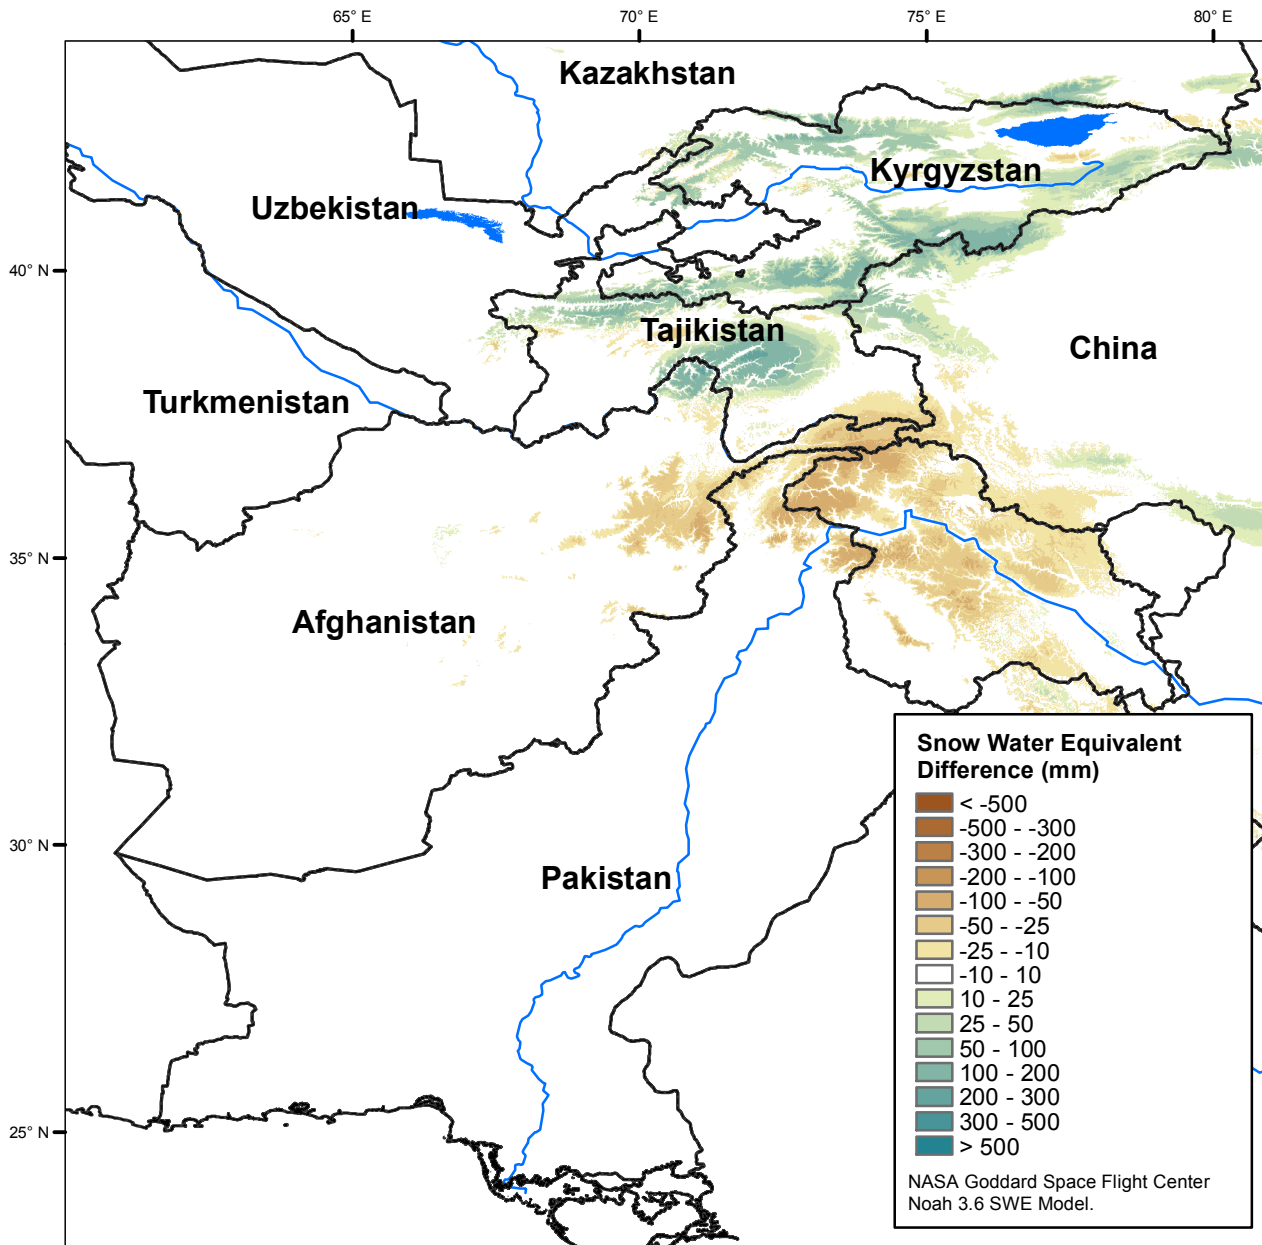 65° E
70° E
75° E
80° E
Kazakhstan
Kyrgyzstan
Uzbekistan
40° N
Tajikistan
China
Turkmenistan
35° N
Afghanistan
Snow Water Equivalent
Difference (mm)
< -500
-500 - -300
-300 - -200
-200 - -100
-100 - -50
-50 - -25
-25 - -10
-10 - 10
10 - 25
25 - 50
50 - 100
100 - 200
200 - 300
300 - 500
> 500
NASA Goddard Space Flight Center
Noah 3.6 SWE Model.
30° N
Pakistan
25° N